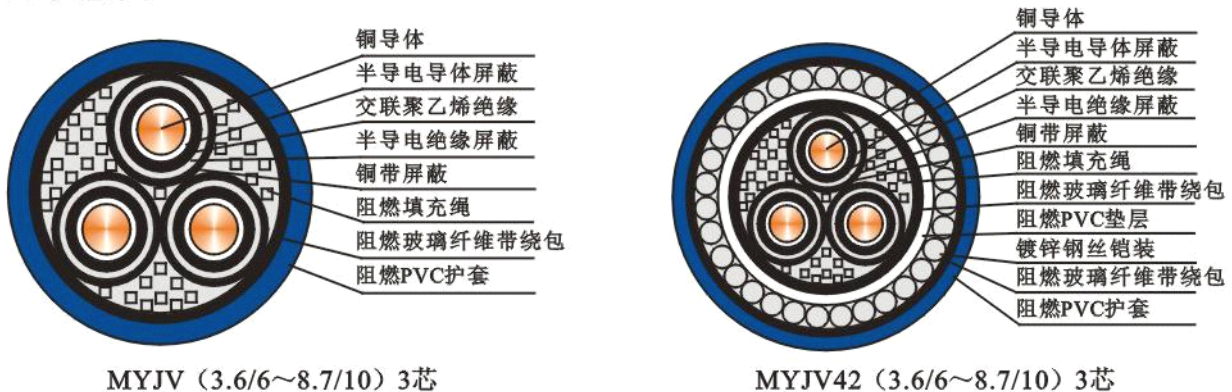 铜导体
半导电导体屏蔽
交联聚乙烯绝缘
半导电绝缘屏蔽
铜带屏蔽
阻燃填充绳
阻燃玻璃纤维带绕包
阻燃PVC护套
MYJV（3.6/6～8.7/10）3芯
铜导体
半导电导体屏蔽
交联聚乙烯绝缘
半导电绝缘屏蔽
铜带屏蔽
阻燃填充绳
阻燃玻璃纤维带绕包
阻燃PVC垫层
镀锌钢丝铠装
阻燃玻璃纤维带绕包
阻燃PVC护套
MYJV42（3.6/6～8.7/10）3芯